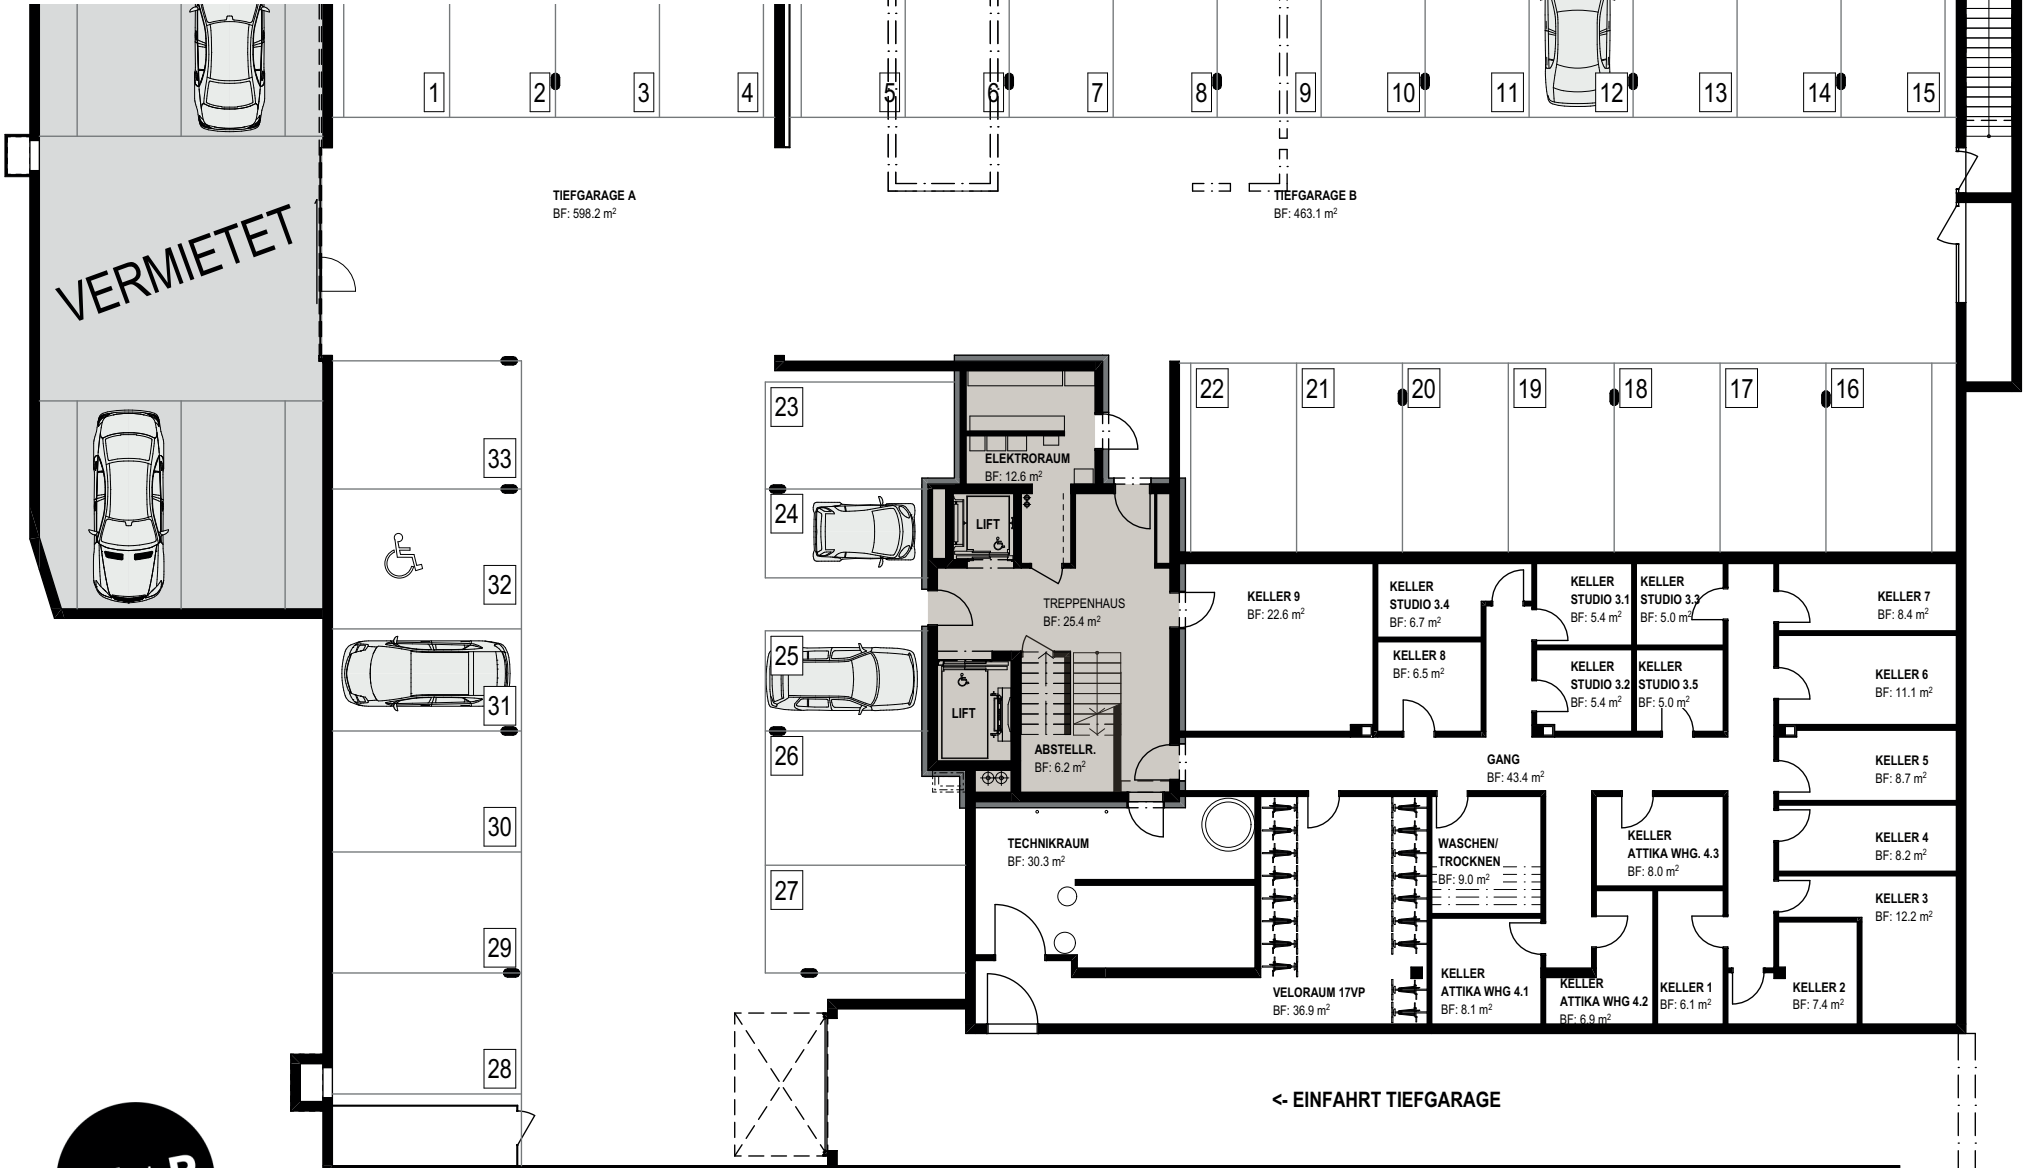 1
2
3
4
5
6
7
8
9
10
11
12
13
14
15
TIEFGARAGE A
BF: 598.2 m²
TIEFGARAGE B
BF: 463.1 m²
VERMIETET
33
32
31
30
29
28
23
24
25
26
27
22
21
20
19
18
17
16
ELEKTRORAUM
BF: 12.6 m²
LIFT
TREPPENHAUS
BF: 25.4 m²
LIFT
ABSTELLR.
BF: 6.2 m²
KELLER 9
BF: 22.6 m²
KELLER
STUDIO 3.4
BF: 6.7 m²
KELLER 8
BF: 6.5 m²
KELLER
STUDIO 3.1
BF: 5.4 m²
KELLER
STUDIO 3.3
BF: 5.0 m²
KELLER
STUDIO 3.2
BF: 5.4 m²
KELLER
STUDIO 3.5
BF: 5.0 m²
KELLER 7
BF: 8.4 m²
KELLER 6
BF: 11.1 m²
KELLER 5
BF: 8.7 m²
KELLER 4
BF: 8.2 m²
KELLER 3
BF: 12.2 m²
GANG
BF: 43.4 m²
TECHNIKRAUM
BF: 30.3 m²
WASCHEN/
TROCKNEN
BF: 9.0 m²
KELLER
ATTIKA WHG. 4.3
BF: 8.0 m²
VELORAUM 17VP
BF: 36.9 m²
KELLER
ATTIKA WHG 4.1
BF: 8.1 m²
KELLER
ATTIKA WHG 4.2
BF: 6.9 m²
KELLER 1
BF: 6.1 m²
KELLER 2
BF: 7.4 m²
<- EINFAHRT TIEFGARAGE